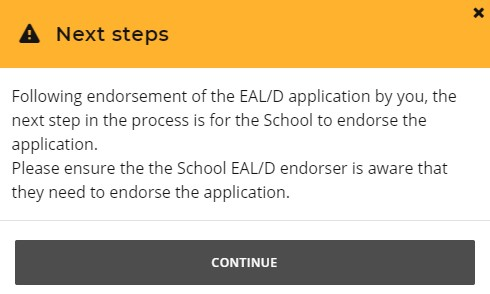 Next steps
Following endorsement of the EAL/D application by you, the
next step in the process is for the School to endorse the
application.
Please ensure the the School EAL/D endorser is aware that
they need to endorse the application.
CONTINUE